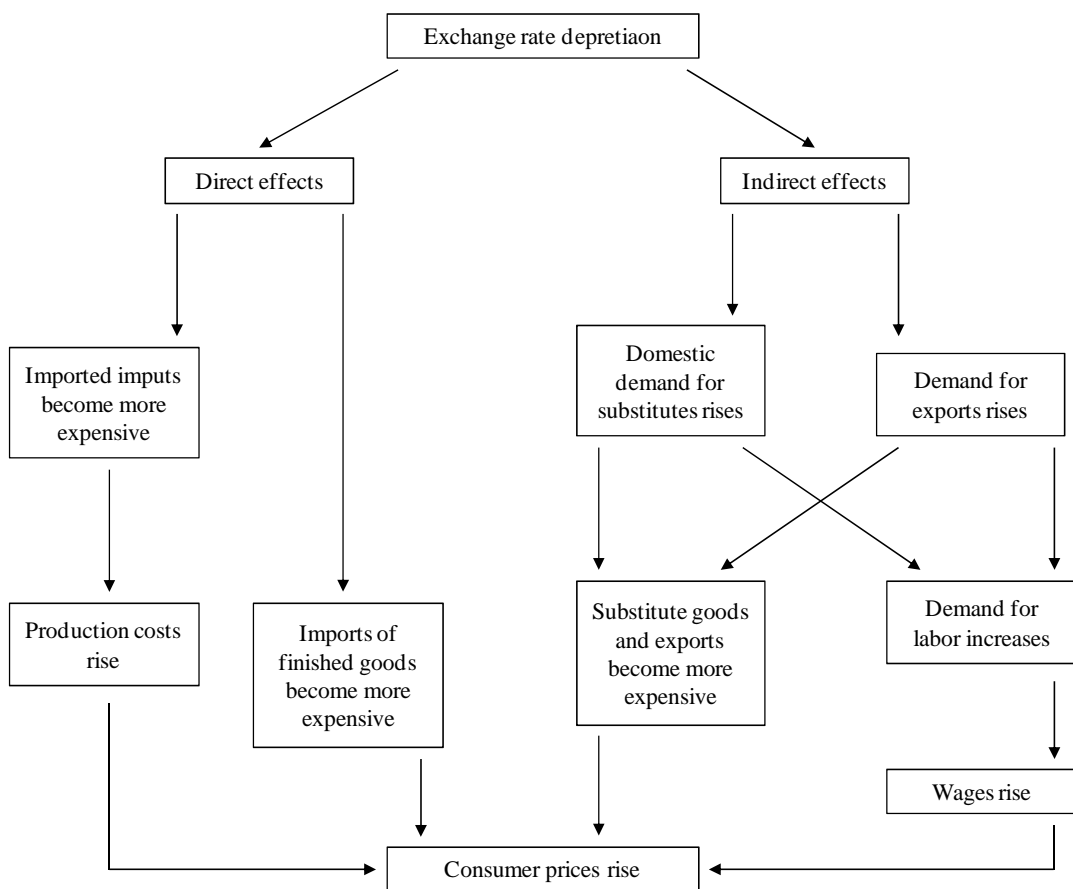 Exchange rate depretiaon
Direct effects
Indirect effects
Imported imputs
become more
expensive
Domestic
demand for
substitutes rises
Demand for
exports rises
Production costs
rise
Imports of
finished goods
become more
expensive
Substitute goods
and exports
become more
expensive
Demand for
labor increases
Wages rise
Consumer prices rise